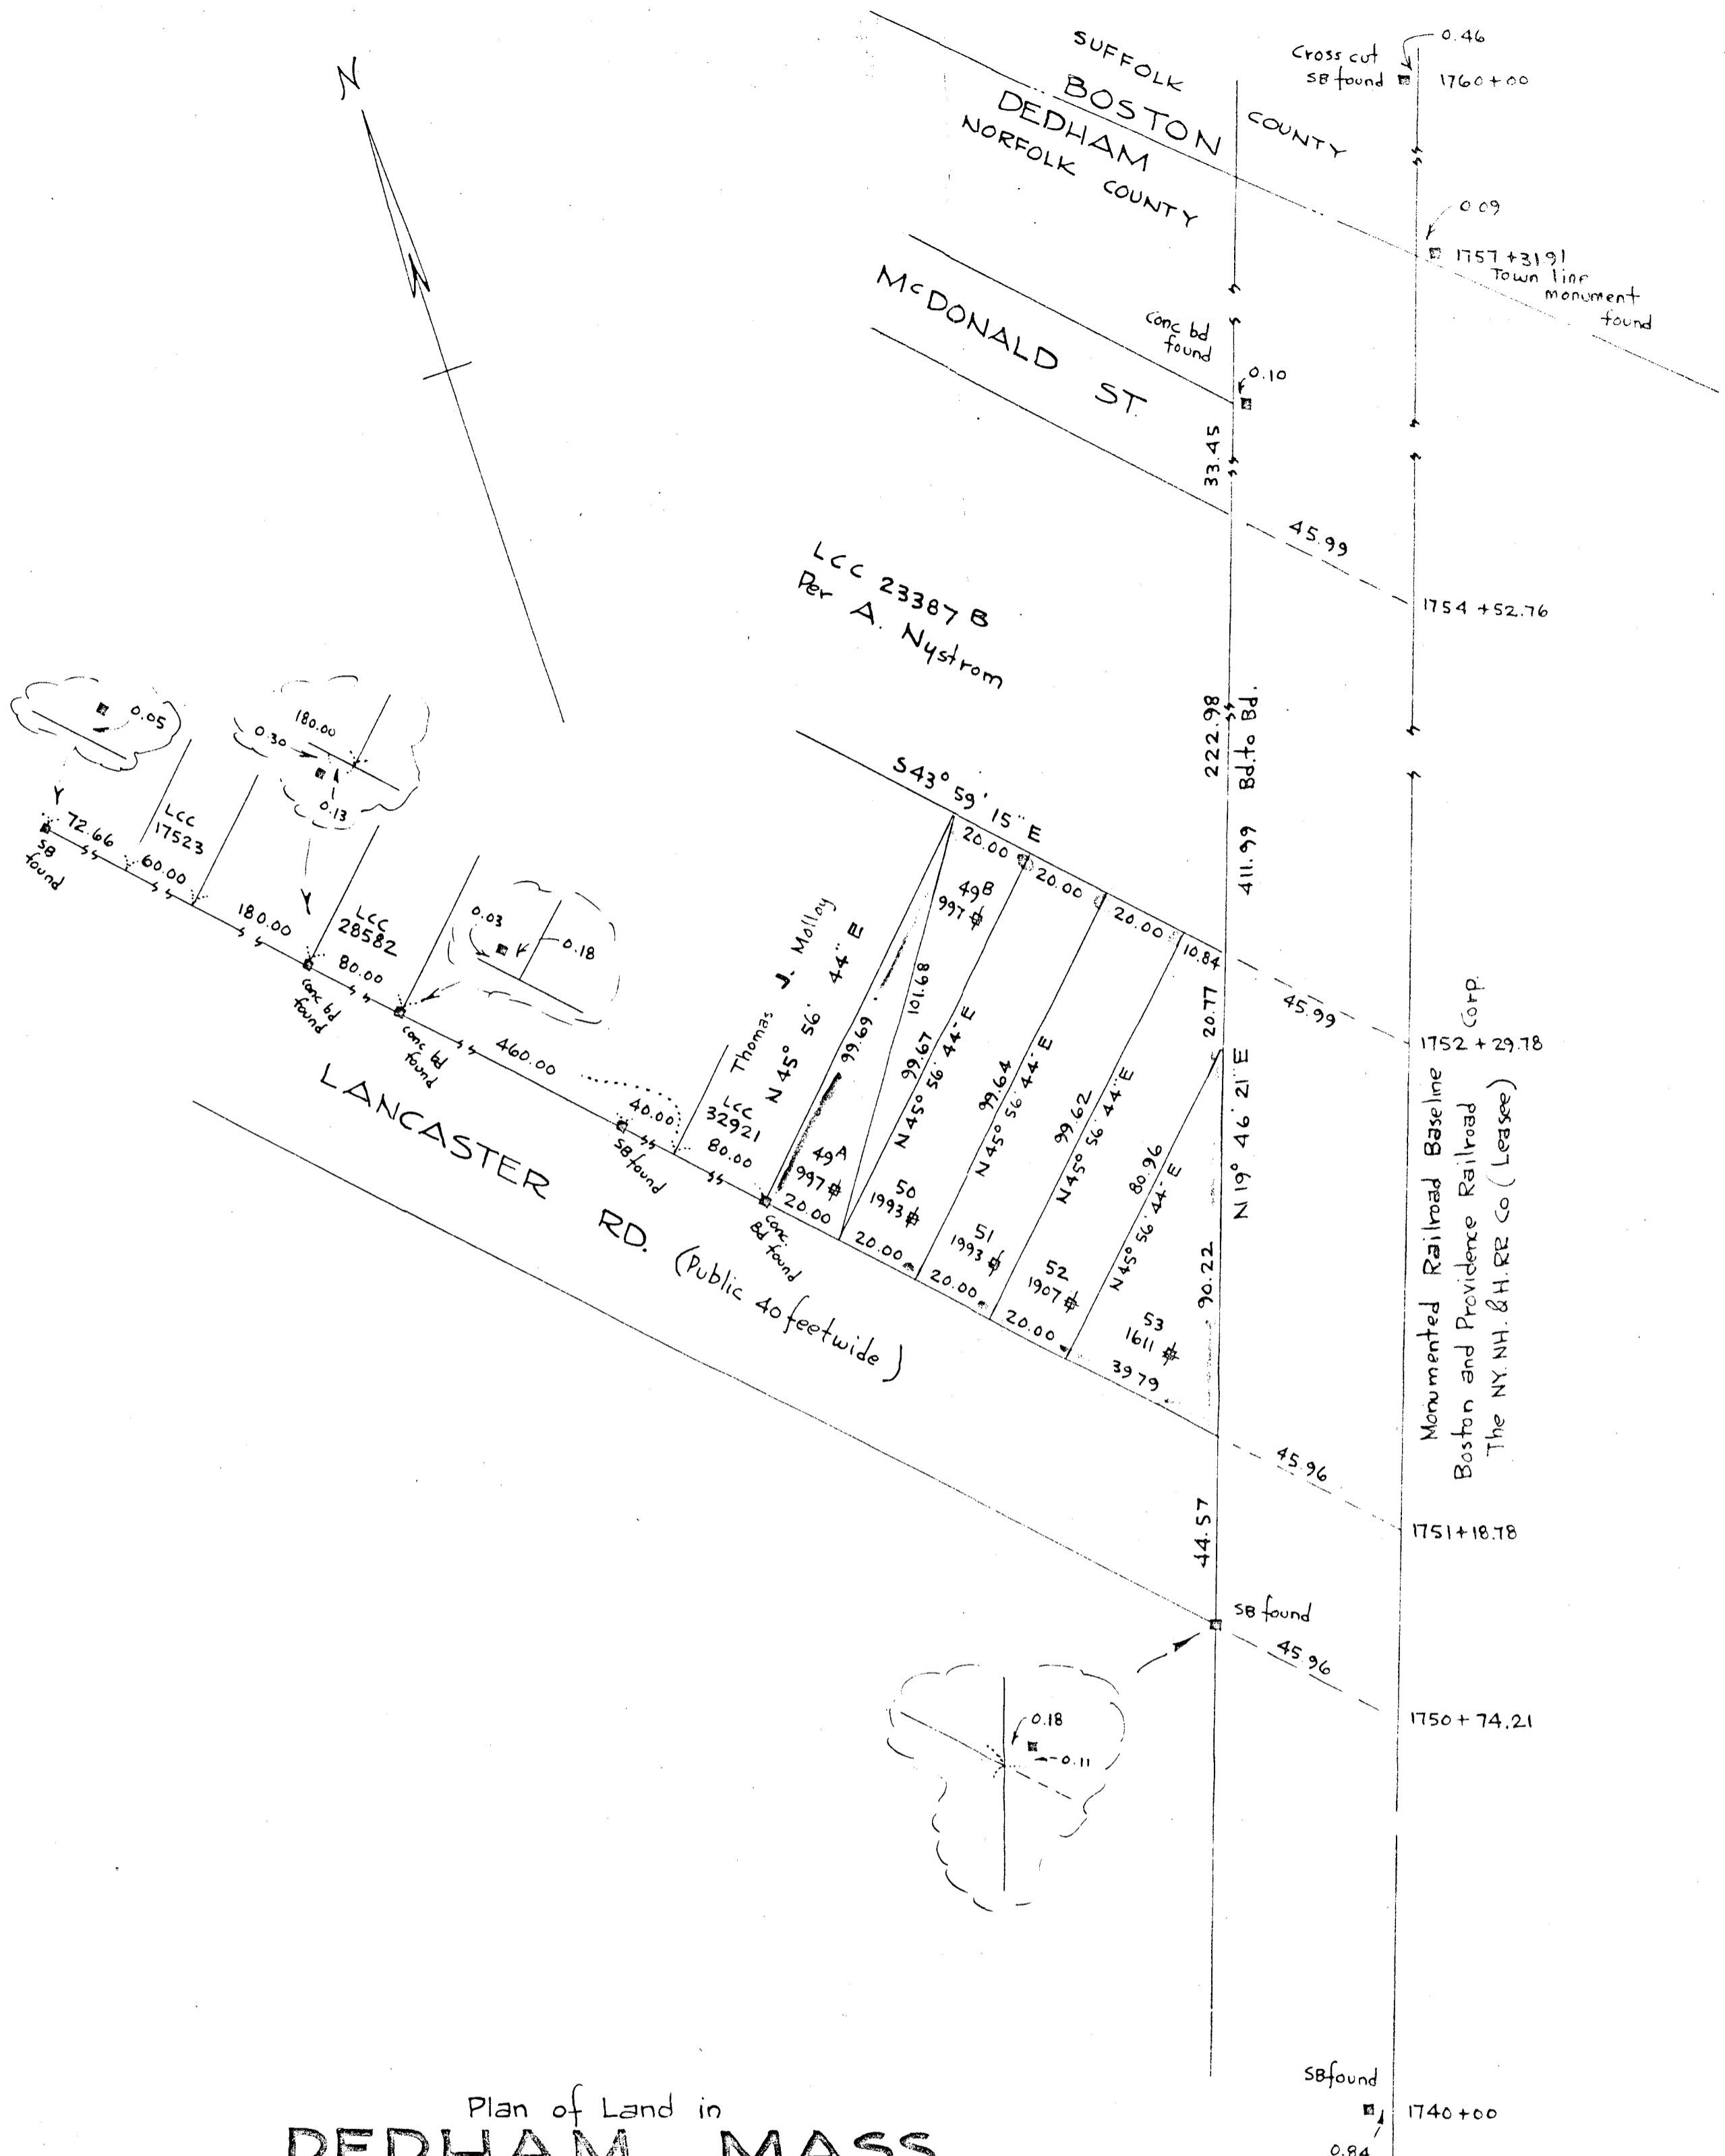 N
SUFFOLK
COUNTY
BOSTON
DEDHAM
NORFOLK COUNTY
Cross cut
SB found
0.46
1760+00
0 09
1757 +31 91
Town line
monument
found
McDONALD ST.
Conc bd
found
0.10
33.45
45.99
1754 +52.76
LCC 23387 B
Per A. Nystrom
222.98
411.99 Bd. to Bd.
0.05
180.00
0.30
0.13
72.66
SB
found
LCC
17523
60.00
180.00
LCC
28582
80.00
conc bd
found
0.03
0.18
conc bd
found
460.00
40.00
SB found
LCC
32921
80.00
Thomas J. Molloy
N 45° 56' 44" E
99.69
101.68
S 43° 59' 15" E
20.00
20.00
20.00
10.84
49B
997
99.67
N 45° 56' 44" E
99.64
N 45° 56' 44" E
99.62
N 45° 56' 44" E
80.96
N 45° 56' 44" E
20.77
N 19° 46' 21" E
90.22
45.99
1752 + 29.78
49A
997
20.00
conc.
Bd found
50
1993
20.00
51
1993
20.00
52
1907
20.00
53
1611
39 79
LANCASTER RD. (Public 40 feet wide)
45.96
1751+18.78
44.57
SB found
45 96
1750+ 74.21
0.18
0.11
Monumented Railroad Baseline
Boston and Providence Railroad Corp.
The NY. NH. & H. RR Co (Leasee)
SB found
1740+00
0.84
Plan of Land in
DEDHAM MASS